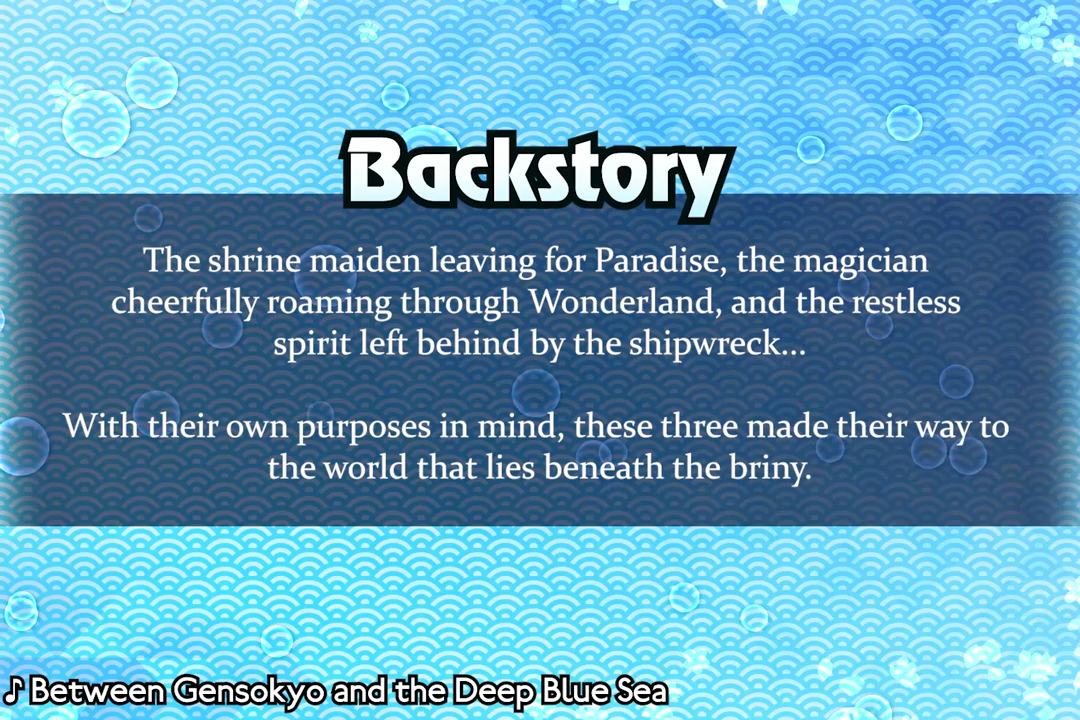 Backstory
The shrine maiden leaving for Paradise, the magician
cheerfully roaming through Wonderland, and the restless
spirit left behind by the shipwreck...
With their own purposes in mind, these three made their way to
the world that lies beneath the briny.
♪ Between Gensokyo and the Deep Blue Sea